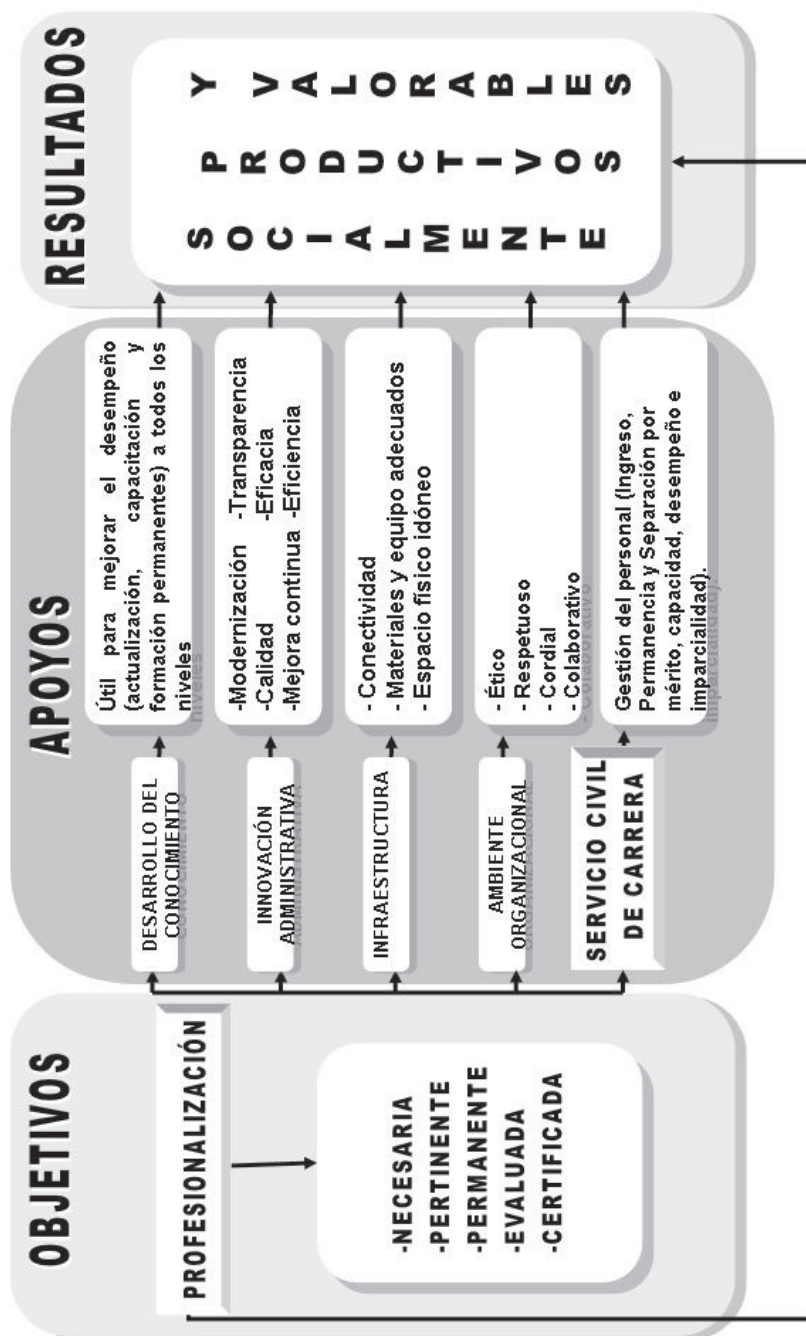 OBJETIVOS
PROFESIONALIZACIÓN
-NECESARIA
-PERTINENTE
-PERMANENTE
-EVALUADA
-CERTIFICADA
APOYOS
DESARROLLO DEL
CONOCIMIENTO
Útil para mejorar el desempeño
(actualización, capacitación y
formación permanentes) a todos los
niveles
INNOVACIÓN
ADMINISTRATIVA
-Modernización -Transparencia
-Calidad -Eficacia
-Mejora continua -Eficiencia
INFRAESTRUCTURA
- Conectividad
- Materiales y equipo adecuados
- Espacio físico idóneo
AMBIENTE
ORGANIZACIONAL
- Ético
- Respetuoso
- Cordial
- Colaborativo
SERVICIO CIVIL
DE CARRERA
Gestión del personal (Ingreso,
Permanencia y Separación por
mérito, capacidad, desempeño e
imparcialidad).
RESULTADOS
SOCIALMENTE
PRODUCTIVOS
Y VALORABLES